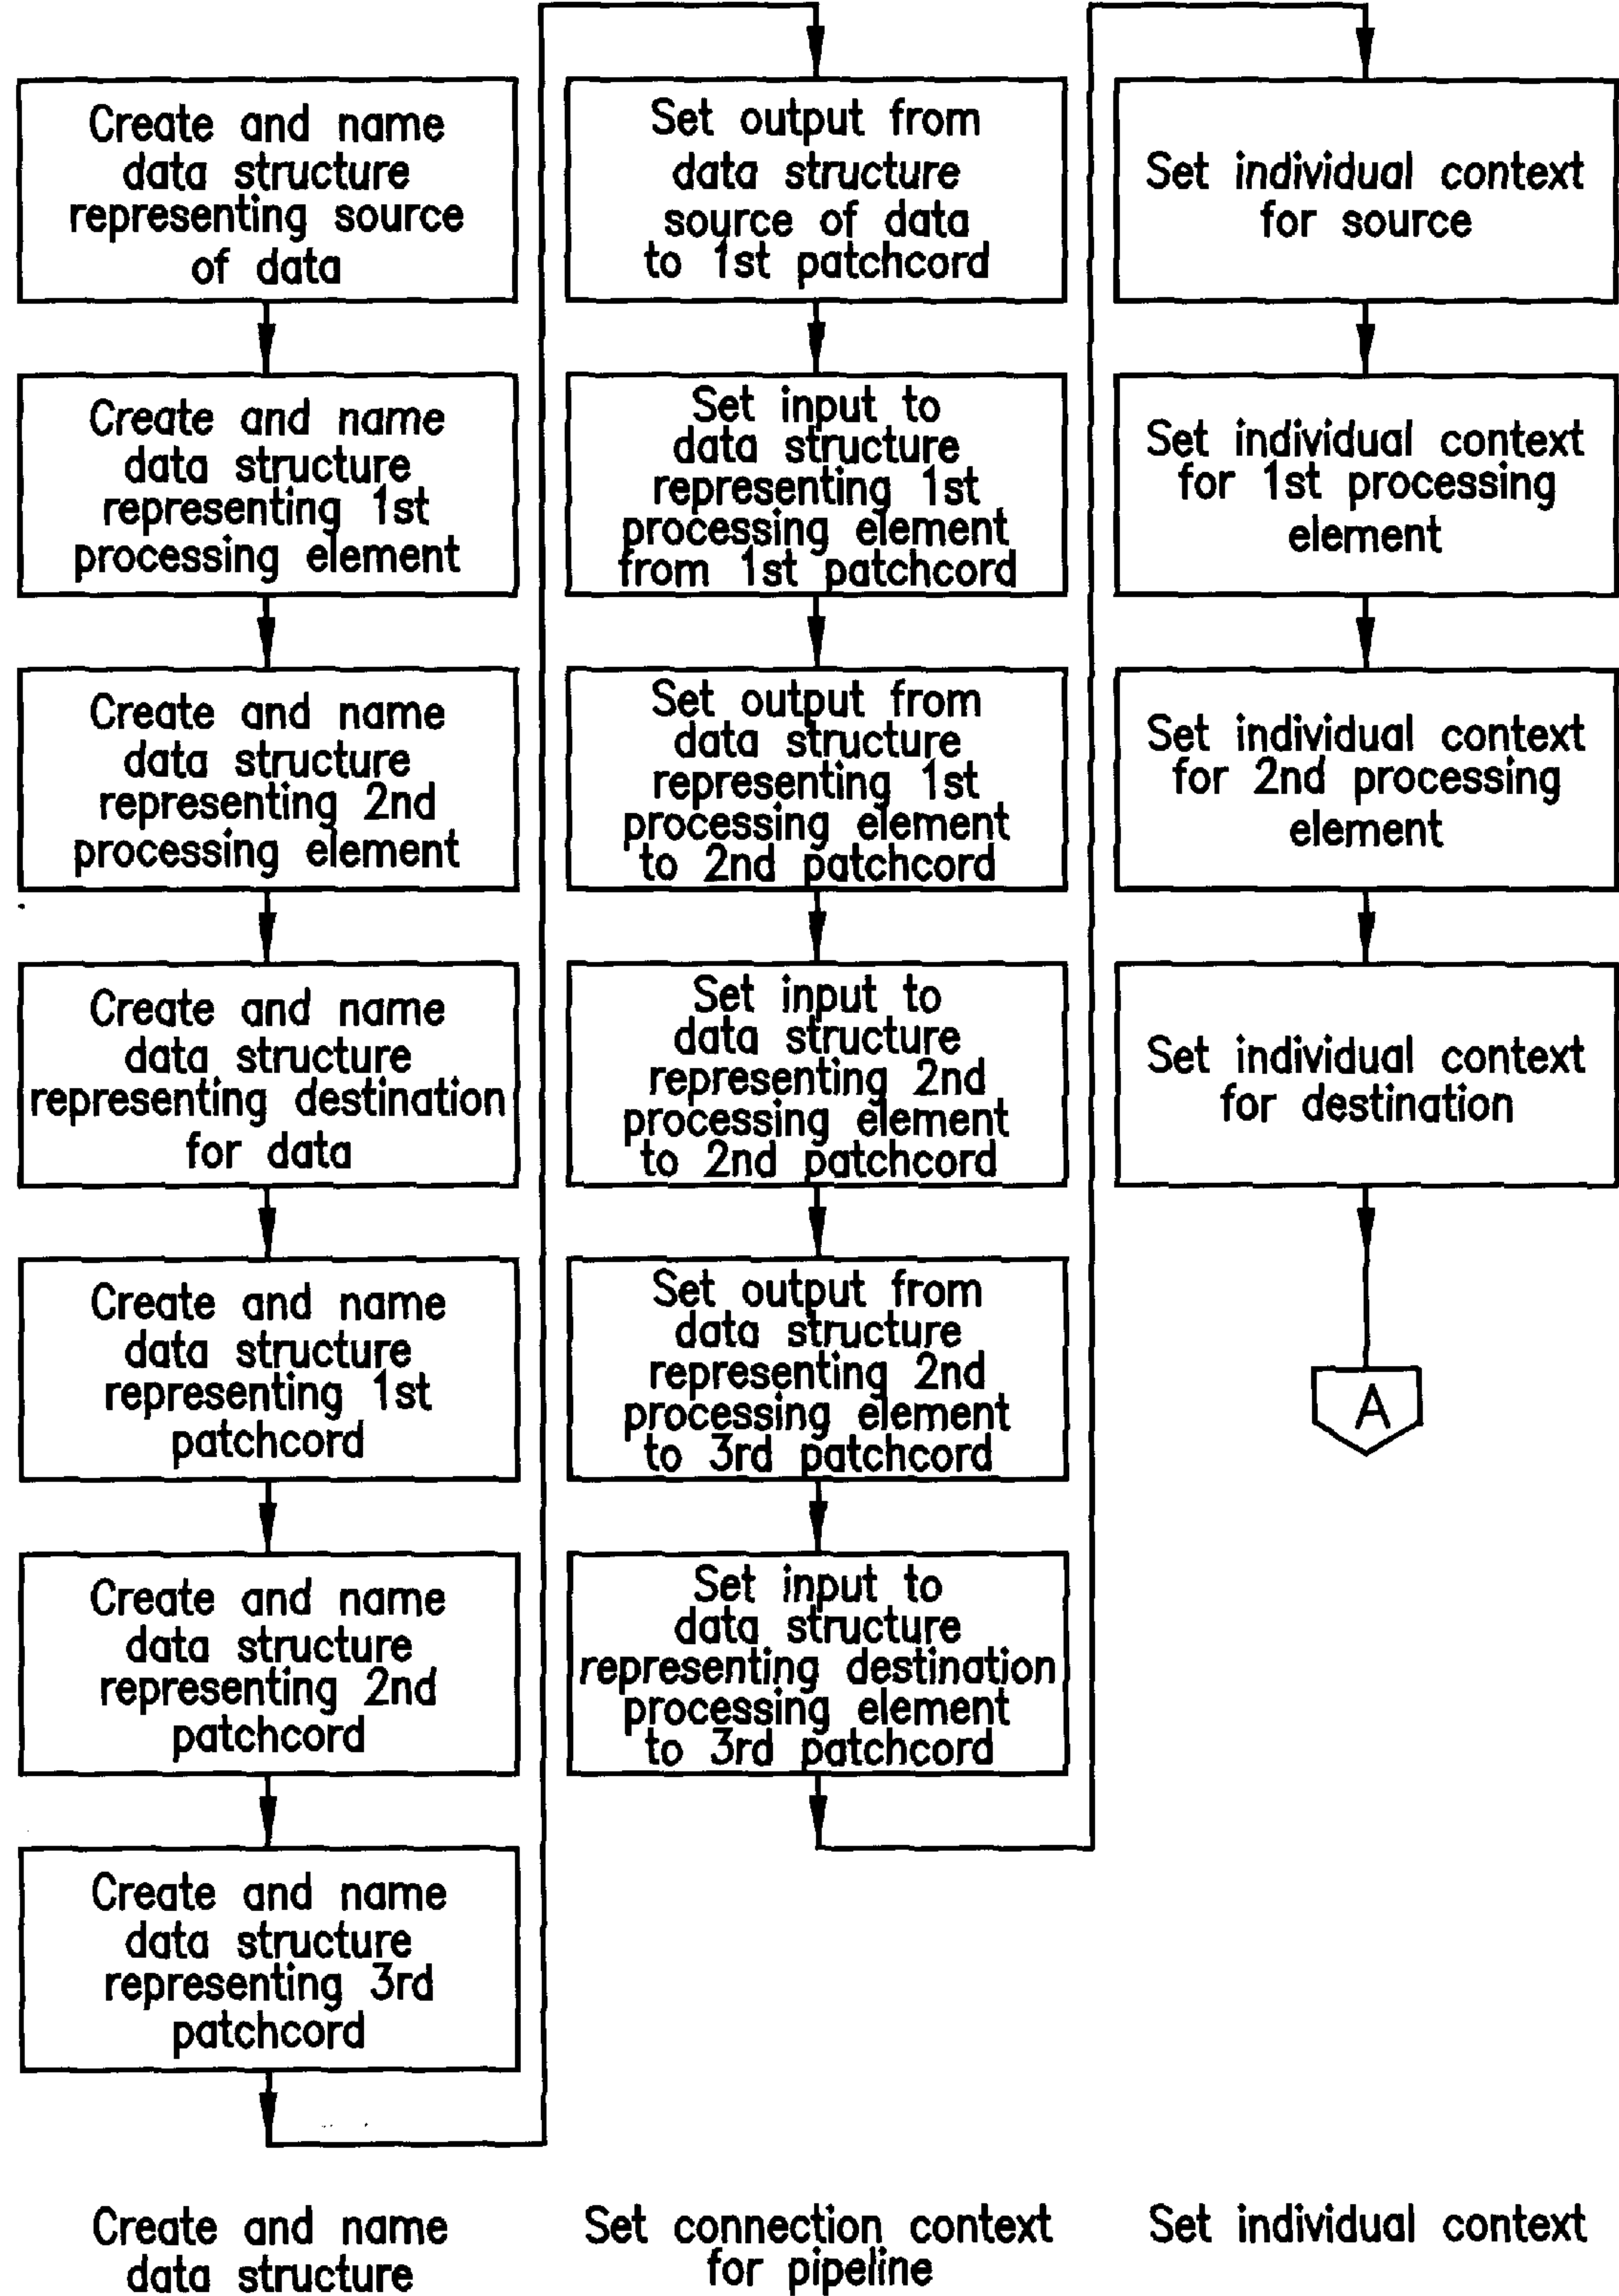 Create and name
data structure
representing source
of data
Create and name
data structure
representing 1st
processing element
Create and name
data structure
representing 2nd
processing element
Create and name
data structure
representing destination
for data
Create and name
data structure
representing 1st
patchcord
Create and name
data structure
representing 2nd
patchcord
Create and name
data structure
representing 3rd
patchcord
Create and name
data structure
Set output from
data structure
source of data
to 1st patchcord
Set input to
data structure
representing 1st
processing element
from 1st patchcord
Set output from
data structure
representing 1st
processing element
to 2nd patchcord
Set input to
data structure
representing 2nd
processing element
to 2nd patchcord
Set output from
data structure
representing 2nd
processing element
to 3rd patchcord
Set input to
data structure
representing destination
processing element
to 3rd patchcord
Set connection context
for pipeline
Set individual context
for source
Set individual context
for 1st processing
element
Set individual context
for 2nd processing
element
Set individual context
for destination
A
Set individual context